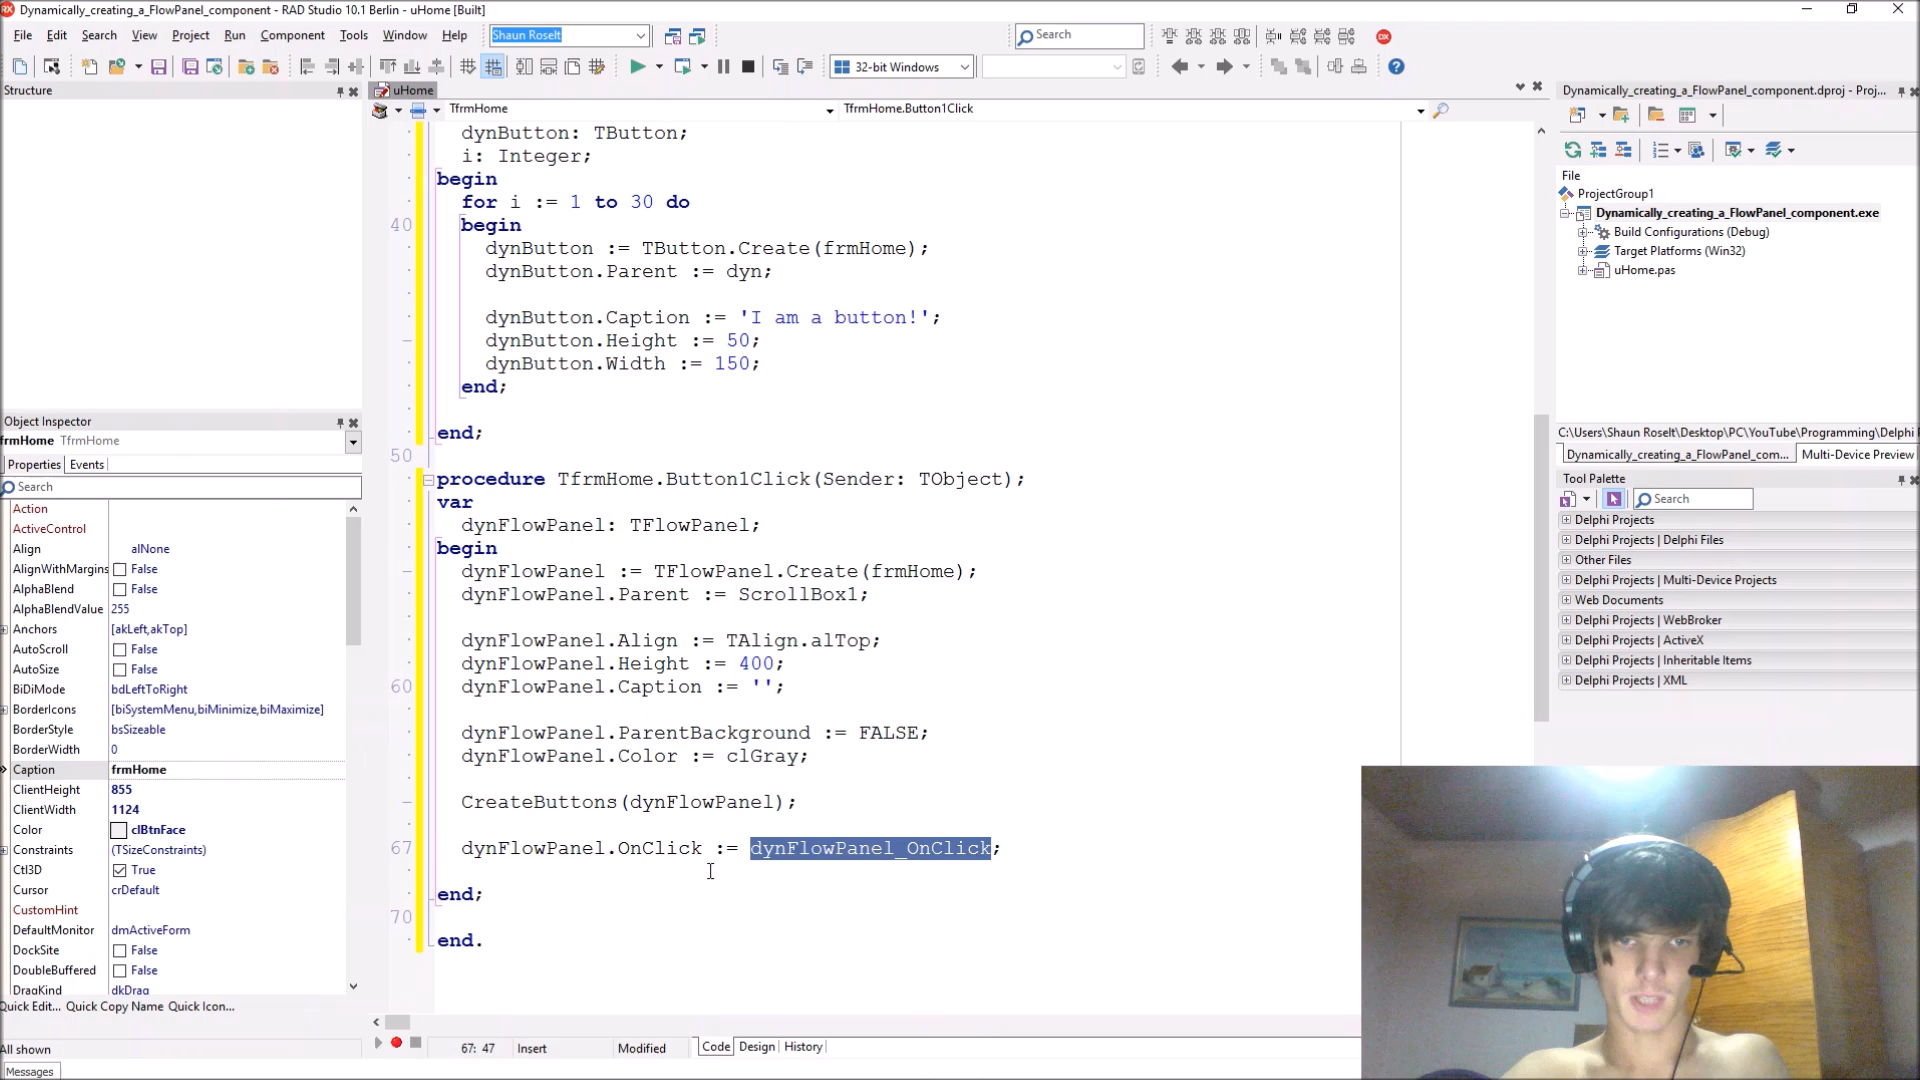 Dynamically_creating_a_FlowPanel_component - RAD Studio 10.1 Berlin - uHome [Built]
File Edit Search View Project Run Component Tools Window Help Shaun Roselt Search
32-bit Windows
Structure
uHome
Dynamically_creating_a_FlowPanel_component.dproj - Proj...
TfrmHome TfrmHome.Button1Click
dynButton: TButton;
i: Integer;
begin
for i := 1 to 30 do
40 begin
dynButton := TButton.Create(frmHome);
dynButton.Parent := dyn;
dynButton.Caption := 'I am a button!';
dynButton.Height := 50;
dynButton.Width := 150;
end;
end;
50
procedure TfrmHome.Button1Click(Sender: TObject);
var
dynFlowPanel: TFlowPanel;
begin
dynFlowPanel := TFlowPanel.Create(frmHome);
dynFlowPanel.Parent := ScrollBox1;
dynFlowPanel.Align := TAlign.alTop;
dynFlowPanel.Height := 400;
60 dynFlowPanel.Caption := '';
dynFlowPanel.ParentBackground := FALSE;
dynFlowPanel.Color := clGray;
CreateButtons(dynFlowPanel);
67 dynFlowPanel.OnClick := dynFlowPanel_OnClick;
end;
70
end.
File
ProjectGroup1
Dynamically_creating_a_FlowPanel_component.exe
Build Configurations (Debug)
Target Platforms (Win32)
uHome.pas
C:\Users\Shaun Roselt\Desktop\PC\YouTube\Programming\Delphi
Dynamically_creating_a_FlowPanel_com... Multi-Device Preview
Tool Palette
Search
Delphi Projects
Delphi Projects | Delphi Files
Other Files
Delphi Projects | Multi-Device Projects
Web Documents
Delphi Projects | WebBroker
Delphi Projects | ActiveX
Delphi Projects | Inheritable Items
Delphi Projects | XML
Object Inspector
frmHome TfrmHome
Properties Events
Search
Action
ActiveControl
Align alNone
AlignWithMargins False
AlphaBlend False
AlphaBlendValue 255
Anchors [akLeft,akTop]
AutoScroll False
AutoSize False
BiDiMode bdLeftToRight
BorderIcons [biSystemMenu,biMinimize,biMaximize]
BorderStyle bsSizeable
BorderWidth 0
Caption frmHome
ClientHeight 855
ClientWidth 1124
Color clBtnFace
Constraints (TSizeConstraints)
Ctl3D True
Cursor crDefault
CustomHint
DefaultMonitor dmActiveForm
DockSite False
DoubleBuffered False
DragKind dkDrag
Quick Edit... Quick Copy Name Quick Icon...
All shown
67: 47 Insert Modified Code Design History
Messages